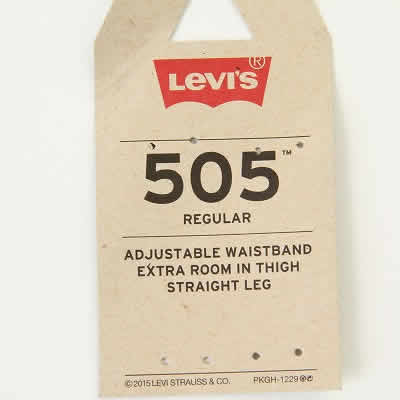 LEVI'S®
505™
REGULAR
ADJUSTABLE WAISTBAND
EXTRA ROOM IN THIGH
STRAIGHT LEG
© 2015 LEVI STRAUSS & CO. PKGH-1229